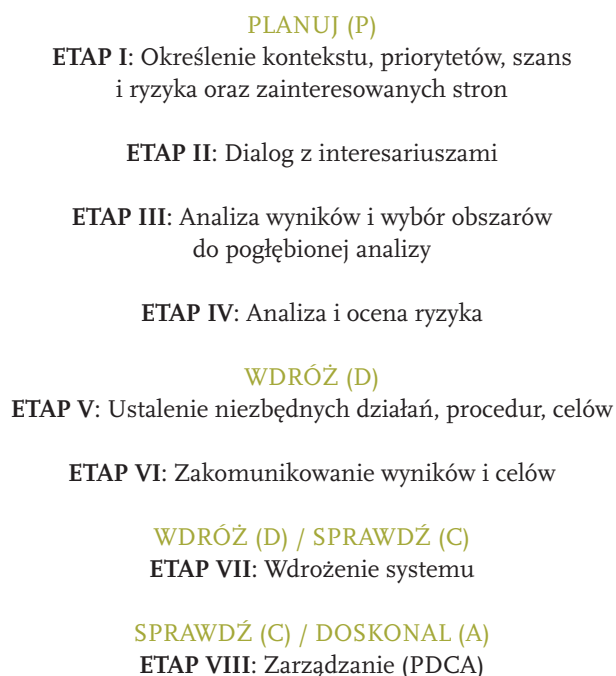 PLANUJ (P)
ETAP I: Określenie kontekstu, priorytetów, szans
i ryzyka oraz zainteresowanych stron
ETAP II: Dialog z interesariuszami
ETAP III: Analiza wyników i wybór obszarów
do pogłębionej analizy
ETAP IV: Analiza i ocena ryzyka
WDRÓŻ (D)
ETAP V: Ustalenie niezbędnych działań, procedur, celów
ETAP VI: Zakomunikowanie wyników i celów
WDRÓŻ (D) / SPRAWDŹ (C)
ETAP VII: Wdrożenie systemu
SPRAWDŹ (C) / DOSKONAL (A)
ETAP VIII: Zarządzanie (PDCA)